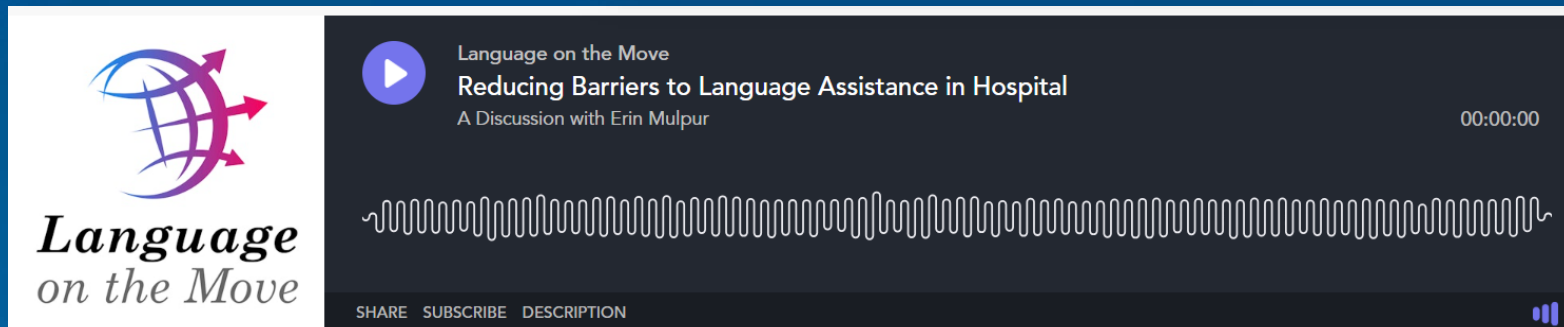 Language
on the Move
Language on the Move
Reducing Barriers to Language Assistance in Hospital
A Discussion with Erin Mulpur
00:00:00
SHARE SUBSCRIBE DESCRIPTION